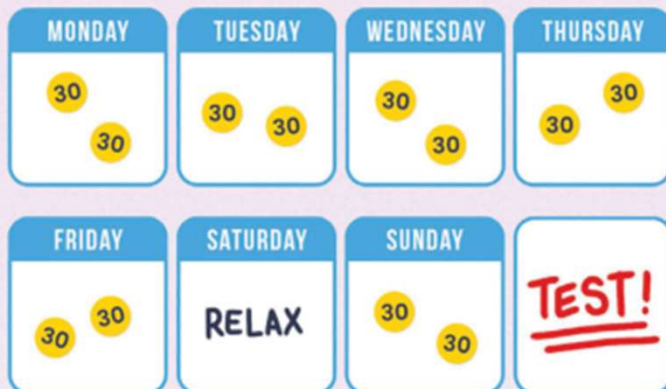 MONDAY TUESDAY WEDNESDAY THURSDAY
30 30 30 30
30 30 30 30
FRIDAY SATURDAY SUNDAY
30 30 RELAX 30 30 TEST!